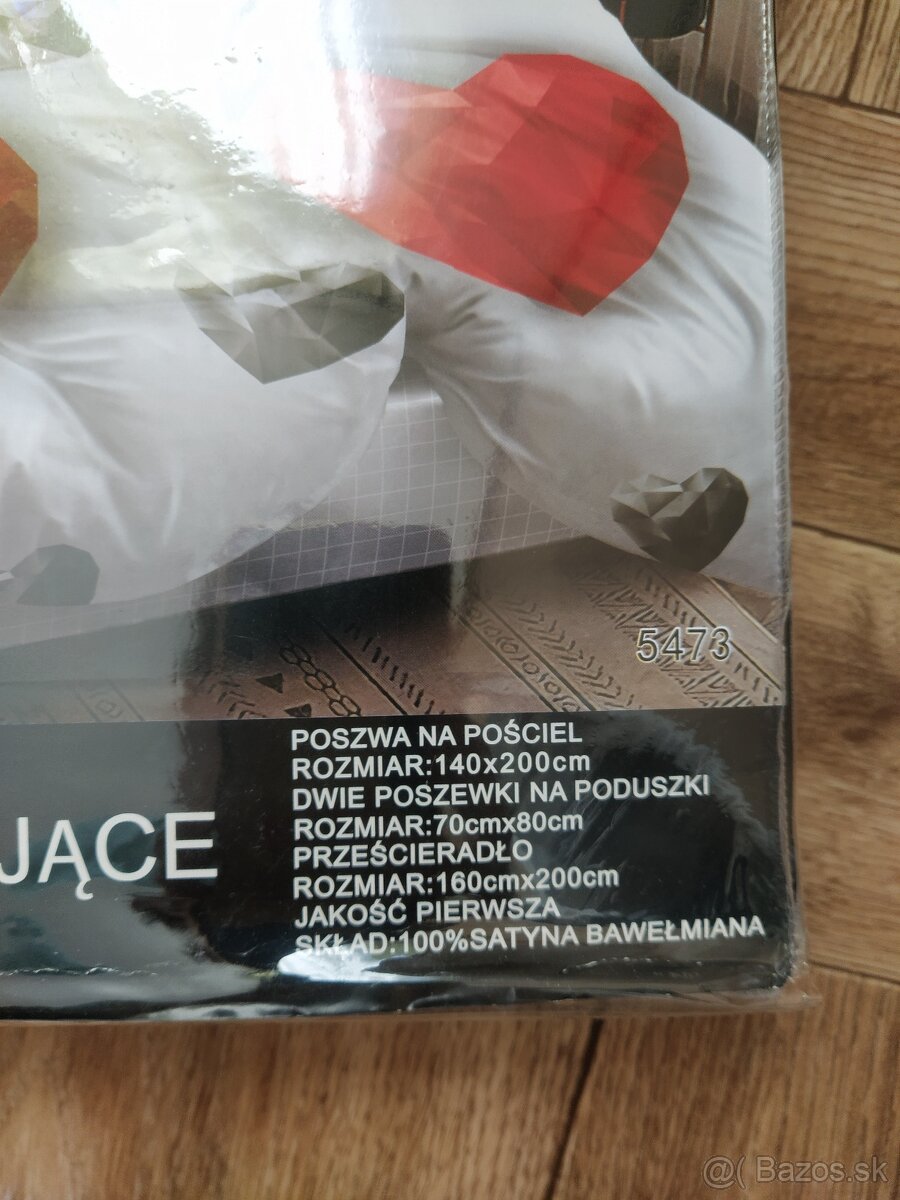 5473
POSZWA NA POŚCIEL
ROZMIAR:140x200cm
DWIE POSZEWKI NA PODUSZKI
ROZMIAR:70cmx80cm
PRZEŚCIERADŁO
ROZMIAR:160cmx200cm
JAKOŚĆ PIERWSZA
SKŁAD:100%SATYNA BAWEŁMIANA
JĄCE
@( Bazos.sk